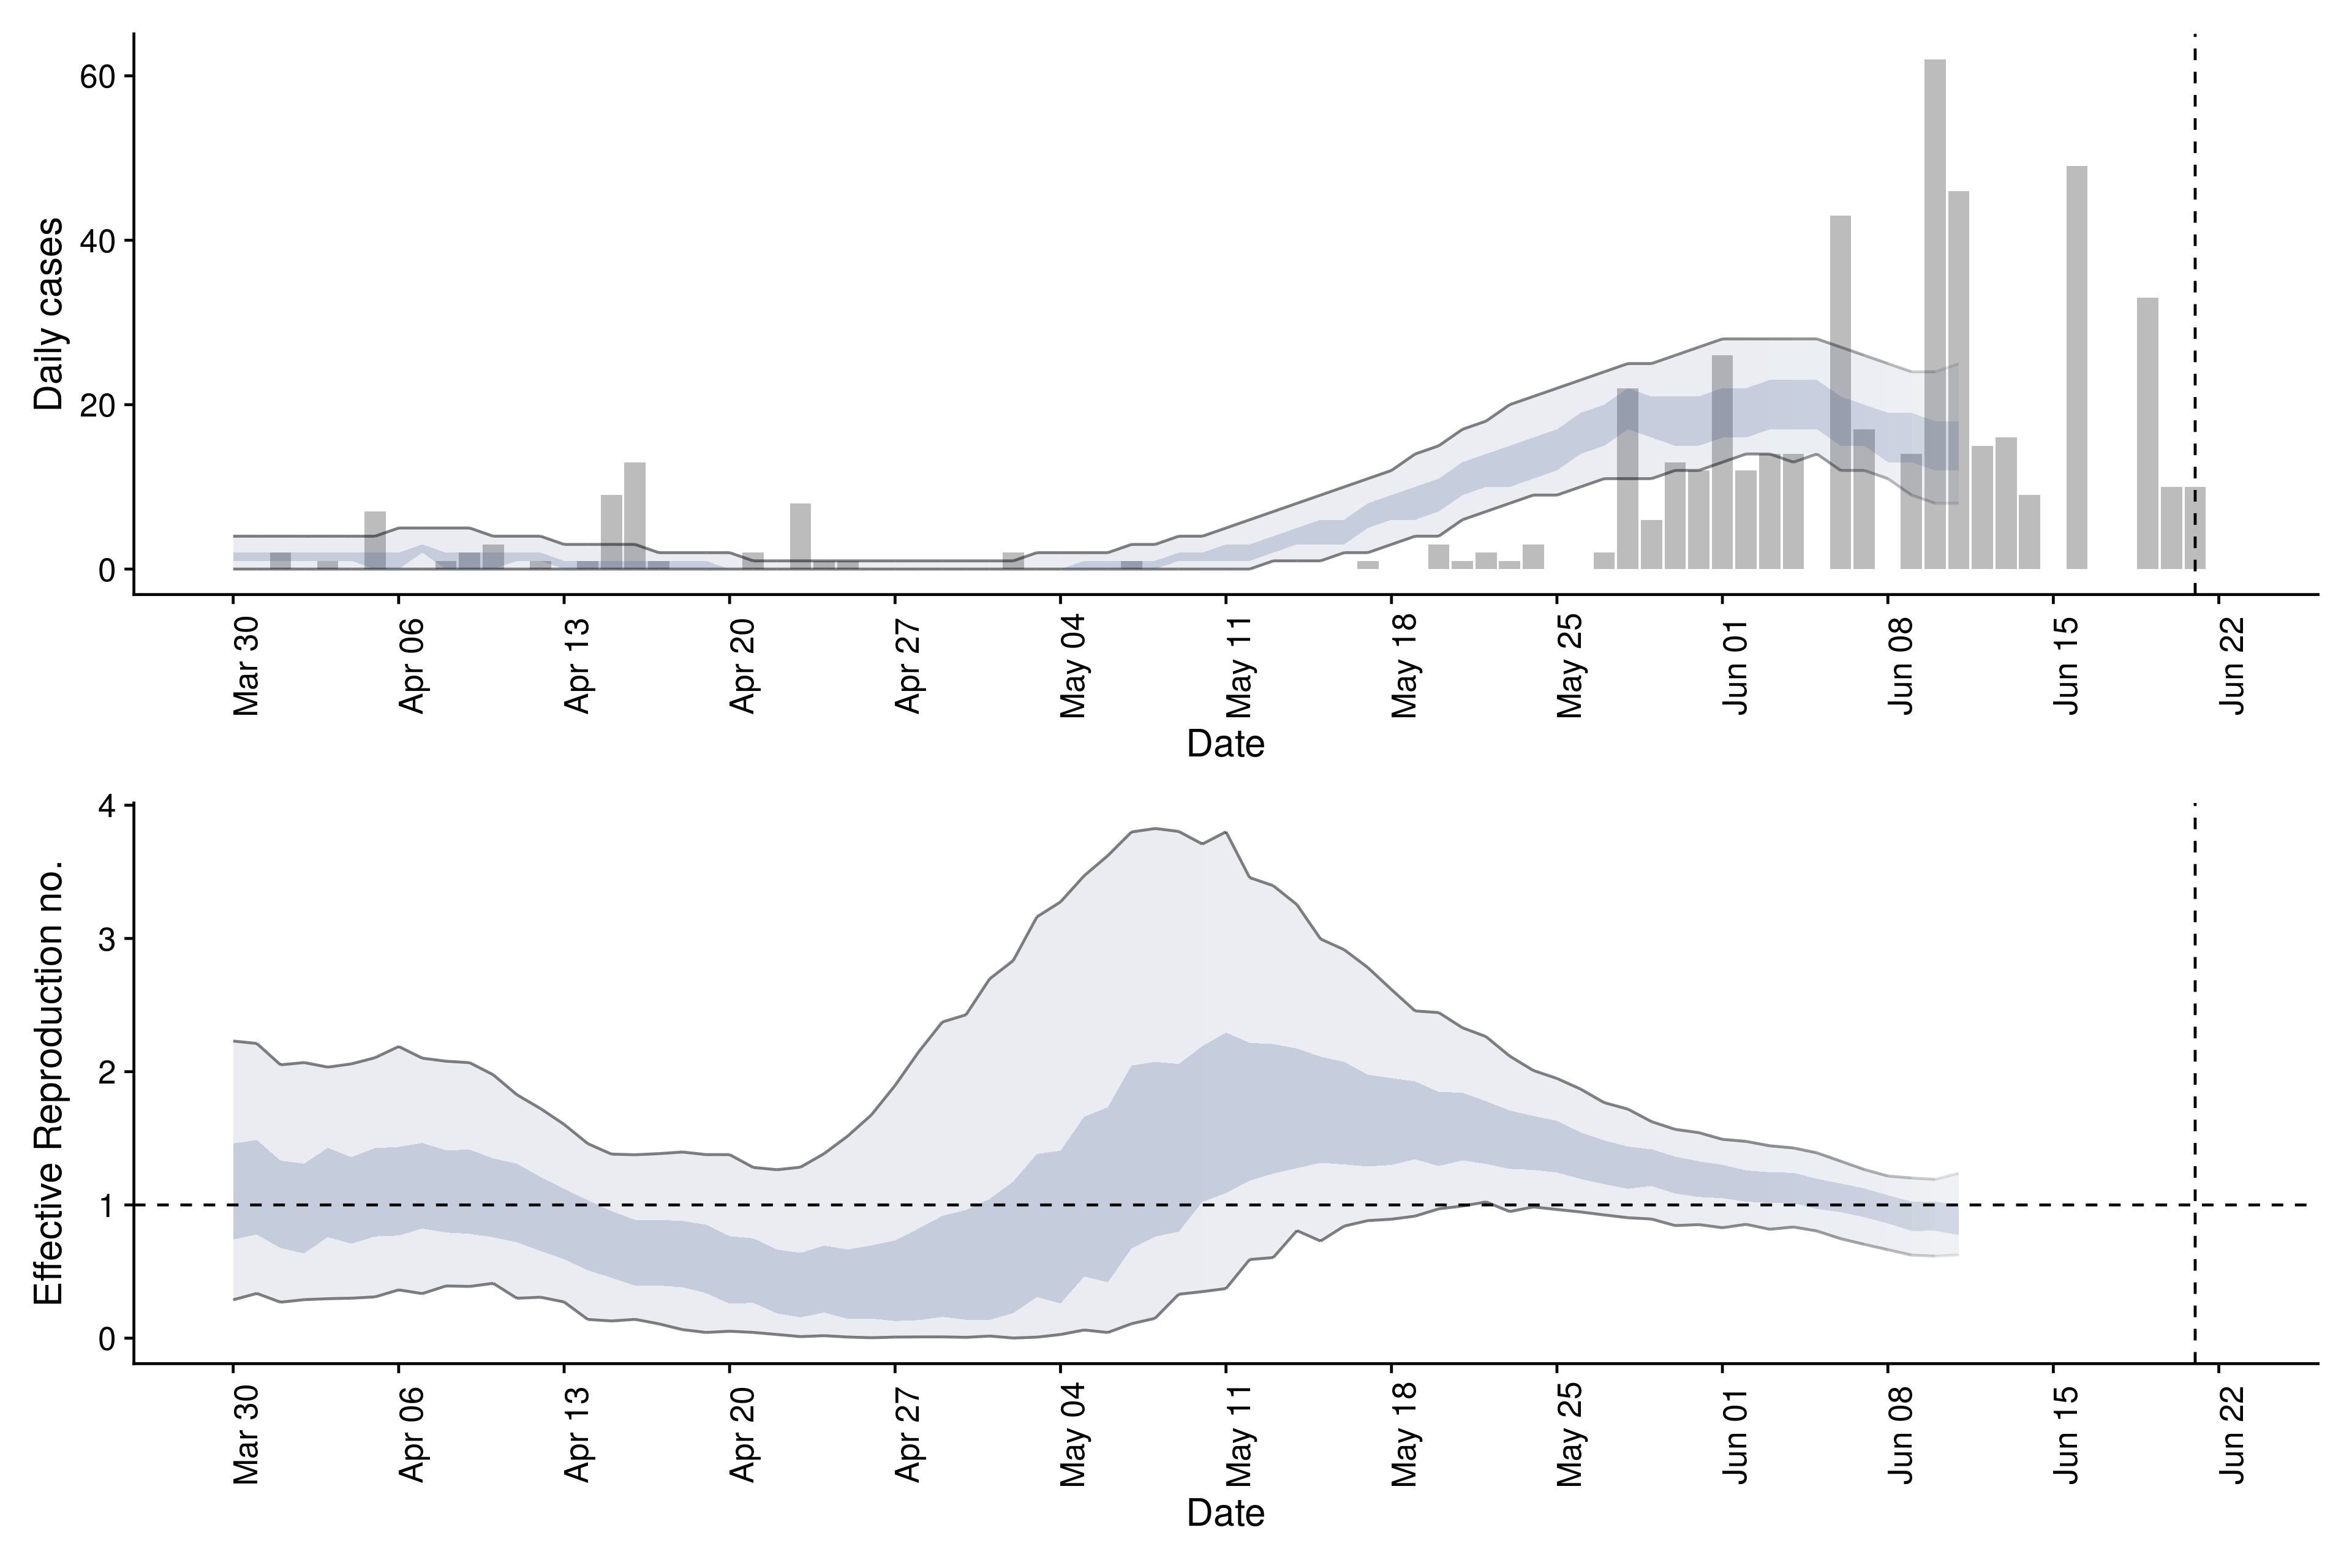 Daily cases
60
40
20
0
Mar 30
Apr 06
Apr 13
Apr 20
Apr 27
May 04
May 11
May 18
May 25
Jun 01
Jun 08
Jun 15
Jun 22
Date
Effective Reproduction no.
4
3
2
1
0
Mar 30
Apr 06
Apr 13
Apr 20
Apr 27
May 04
May 11
May 18
May 25
Jun 01
Jun 08
Jun 15
Jun 22
Date